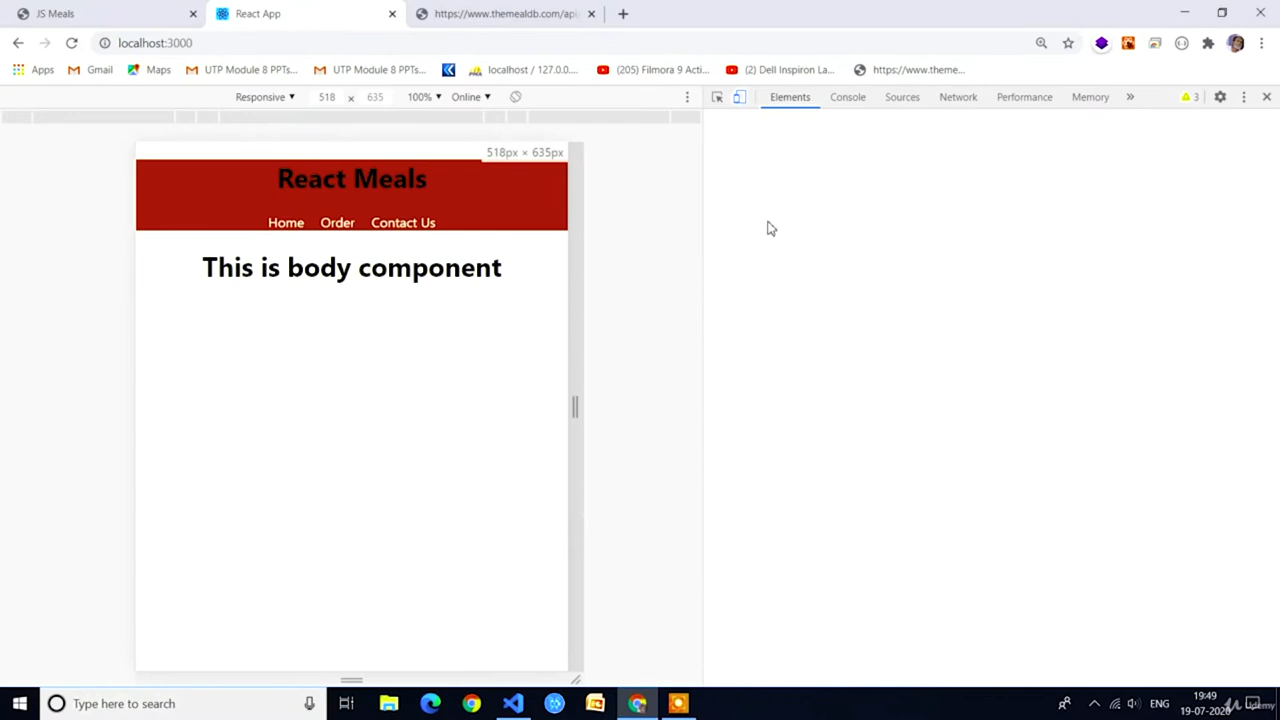 JS Meals
React App
https://www.themealdb.com/api
localhost:3000
Apps
Gmail
Maps
UTP Module 8 PPTs...
UTP Module 8 PPTs...
localhost / 127.0.0....
(205) Filmora 9 Acti...
(2) Dell Inspiron La...
https://www.theme...
Responsive
518
x
635
100%
Online
Elements
Console
Sources
Network
Performance
Memory
»
3
518px × 635px
React Meals
Home Order Contact Us
This is body component
Type here to search
ENG
19:49
19-07-2020
Udemy